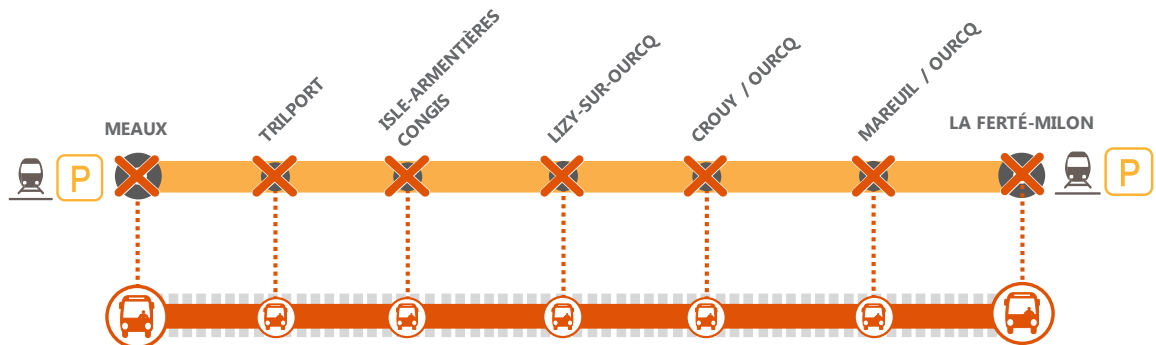 MEAUX
TRILPORT
ISLE-ARMENTIÈRES
CONGIS
LIZY-SUR-OURCQ
CROUY / OURCQ
MAREUIL / OURCQ
LA FERTÉ-MILON
P
P